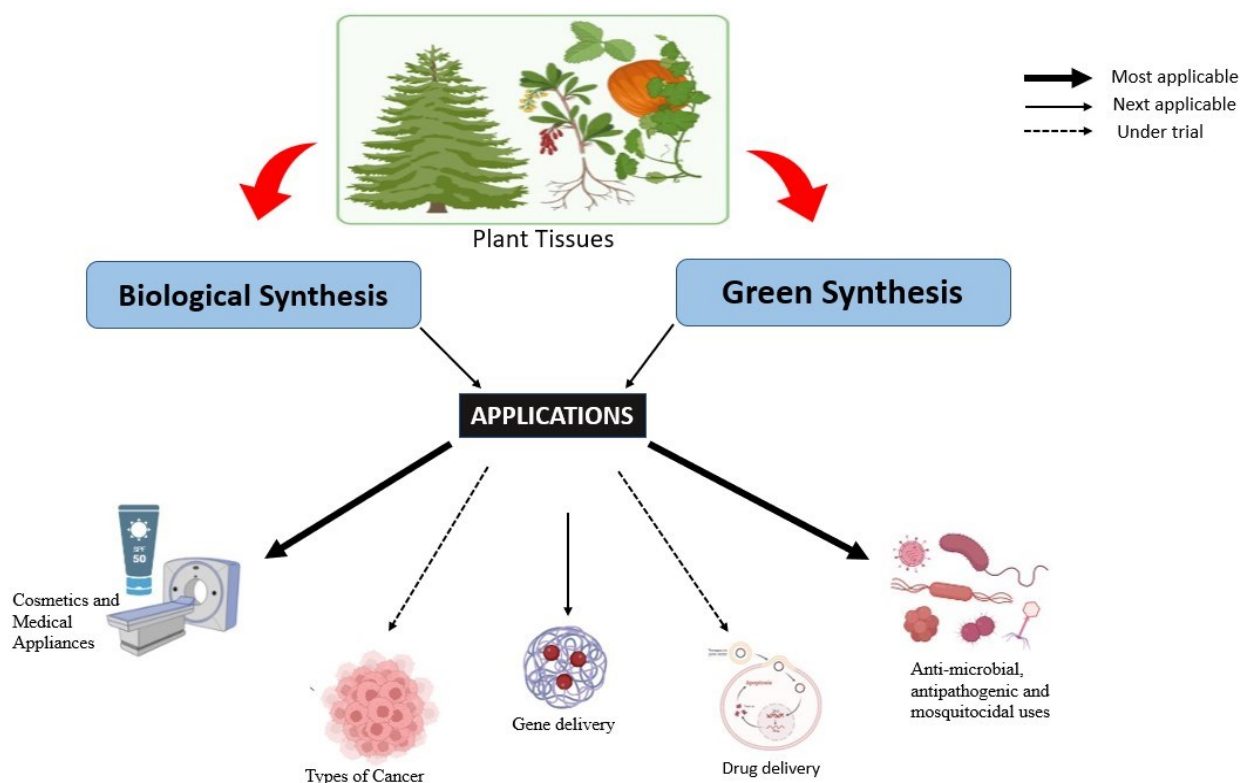 Most applicable
Next applicable
Under trial
Plant Tissues
Biological Synthesis
Green Synthesis
APPLICATIONS
SPF
50
Cosmetics and
Medical
Appliances
Types of Cancer
Gene delivery
Apoptosis
Drug delivery
Anti-microbial,
antipathogenic and
mosquitocidal uses